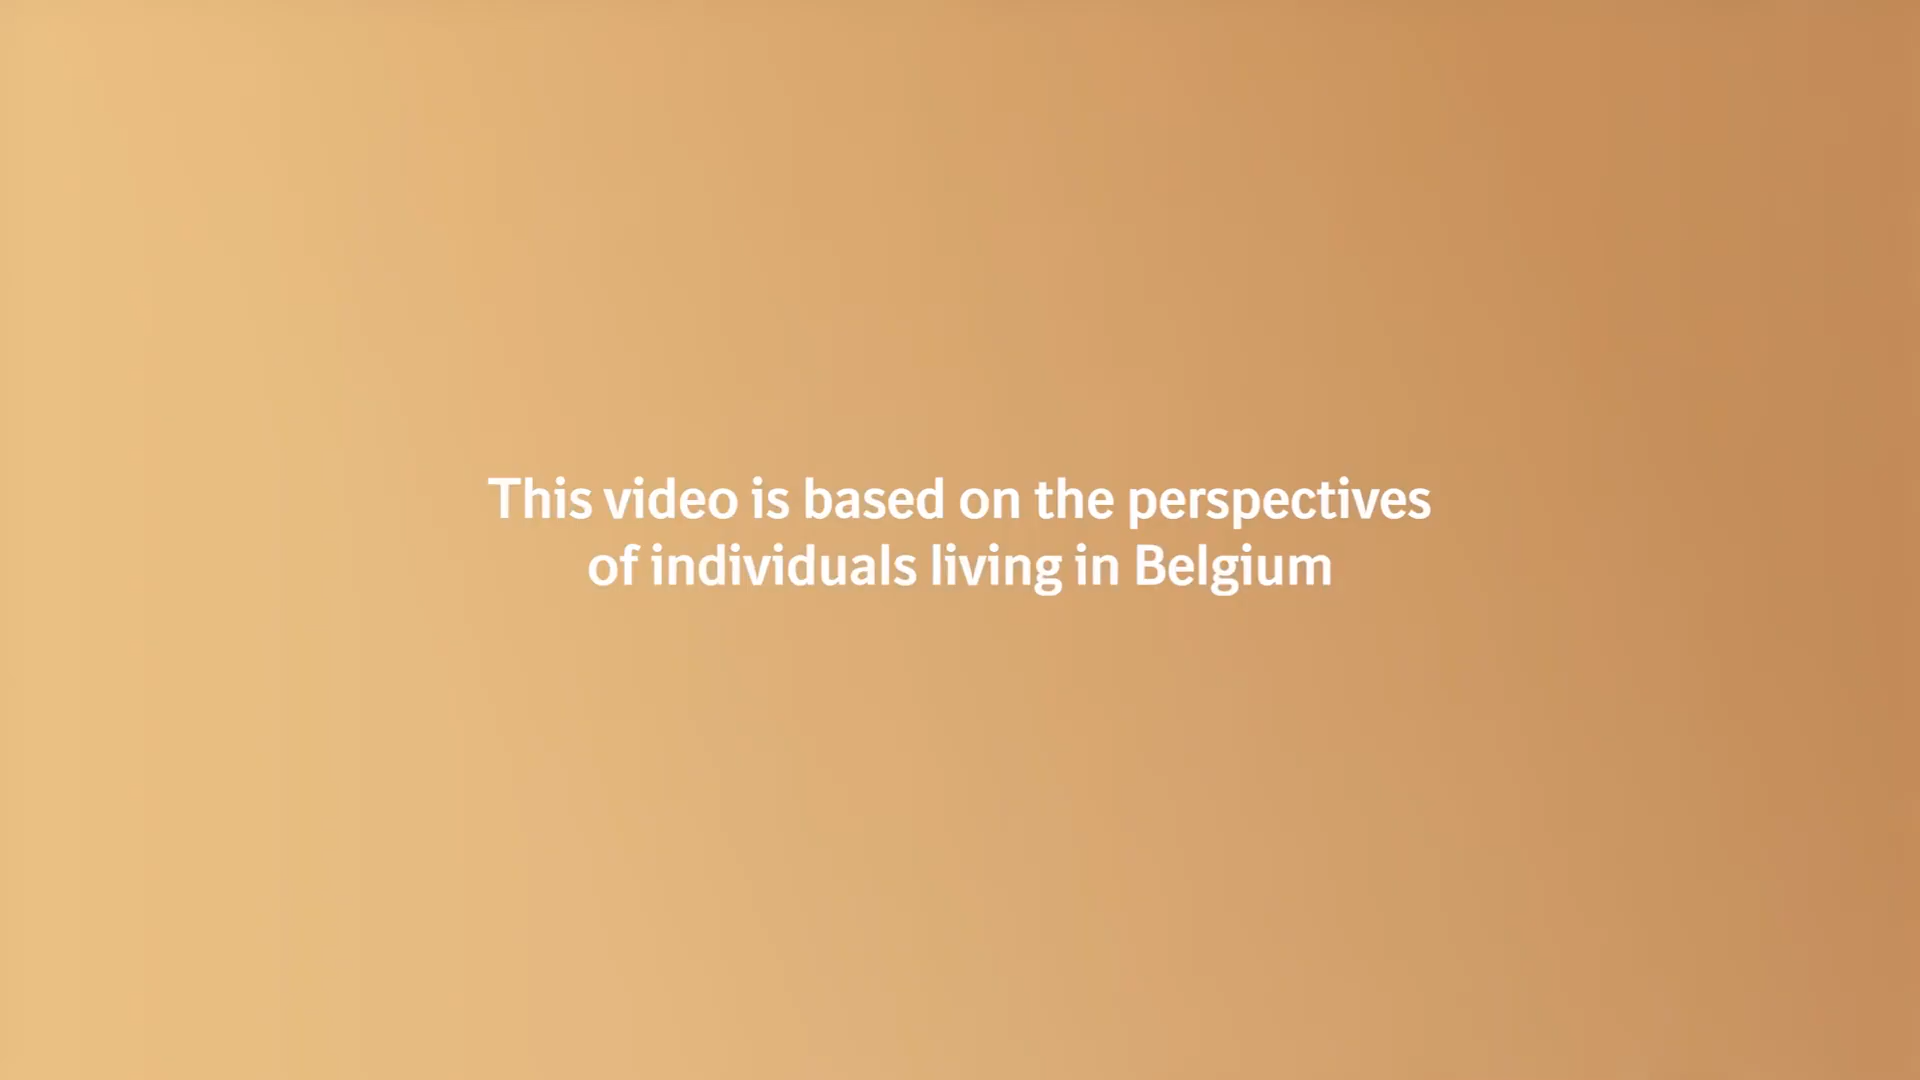 This video is based on the perspectives
of individuals living in Belgium